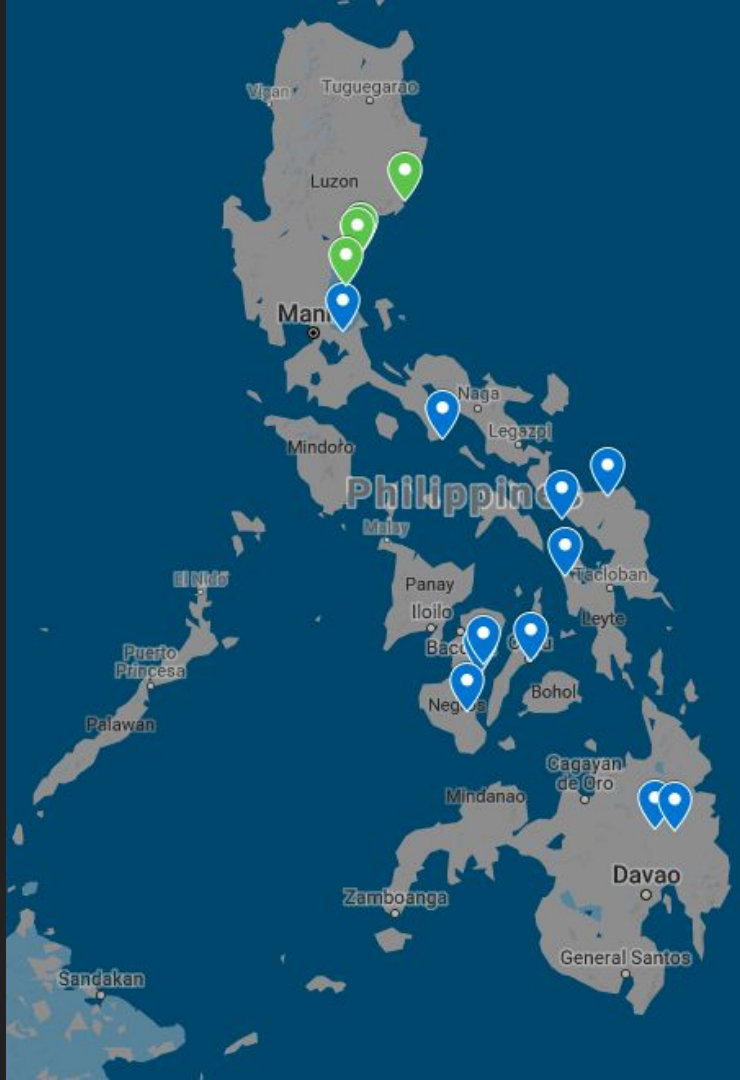 Vigan
Tuguegarao
Luzon
Naga
Legazpi
Mindoro
Malay
El Nido
Panay
Tacloban
Iloilo
Leyte
Puerto
Princesa
Bohol
Palawan
Cagayan
de Oro
Mindanao
Davao
Zamboanga
General Santos
Sandakan